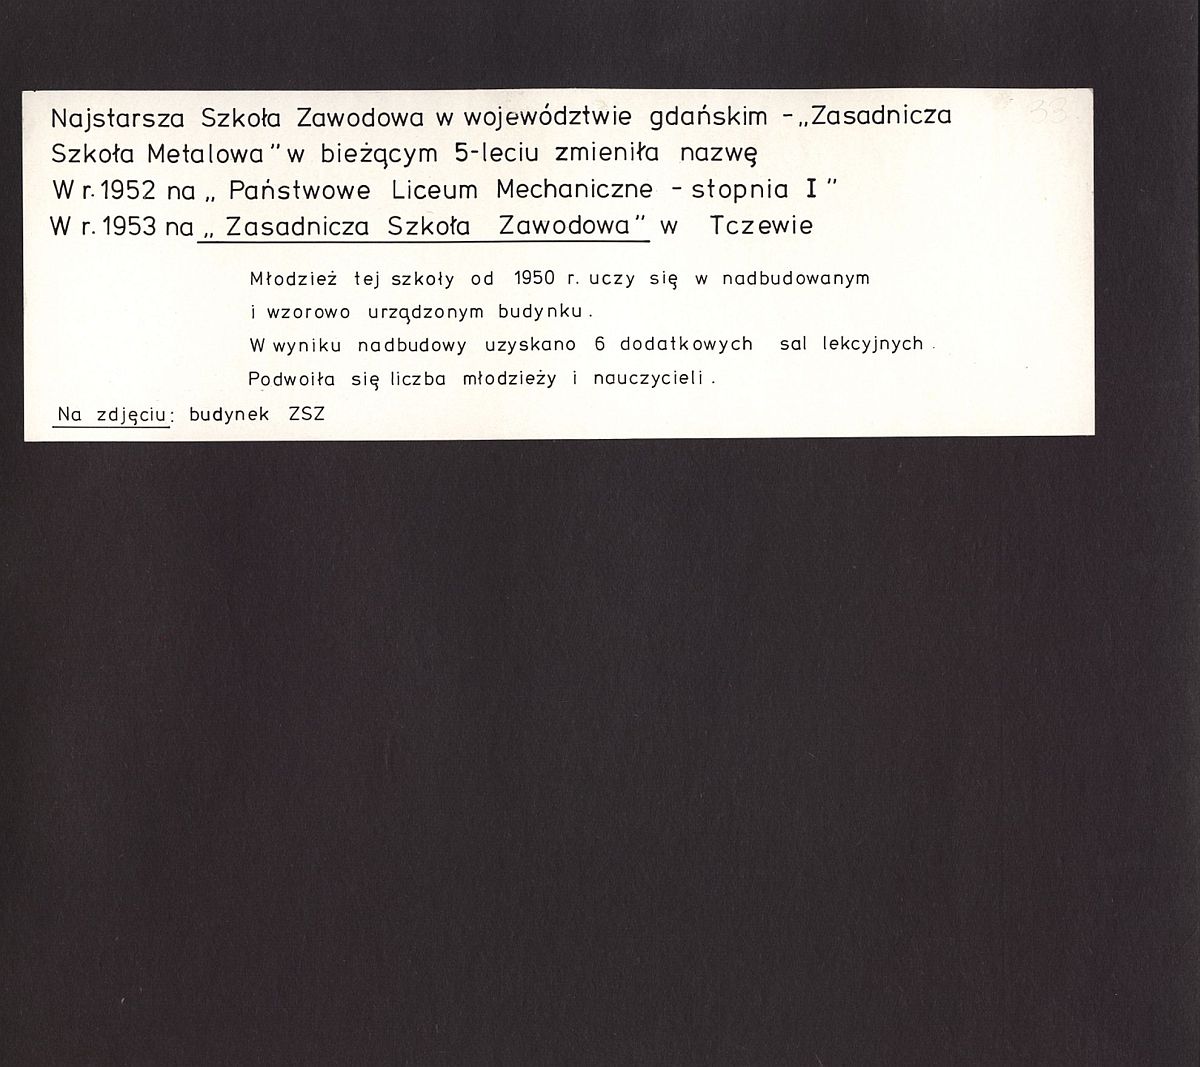 33
Najstarsza Szkoła Zawodowa w województwie gdańskim - „Zasadnicza
Szkoła Metalowa" w bieżącym 5-leciu zmieniła nazwę
W r. 1952 na „ Państwowe Liceum Mechaniczne - stopnia I "
W r. 1953 na „ Zasadnicza Szkoła Zawodowa " w Tczewie
Młodzież tej szkoły od 1950 r. uczy się w nadbudowanym
i wzorowo urządzonym budynku.
W wyniku nadbudowy uzyskano 6 dodatkowych sal lekcyjnych.
Podwoiła się liczba młodzieży i nauczycieli.
Na zdjęciu: budynek ZSZ